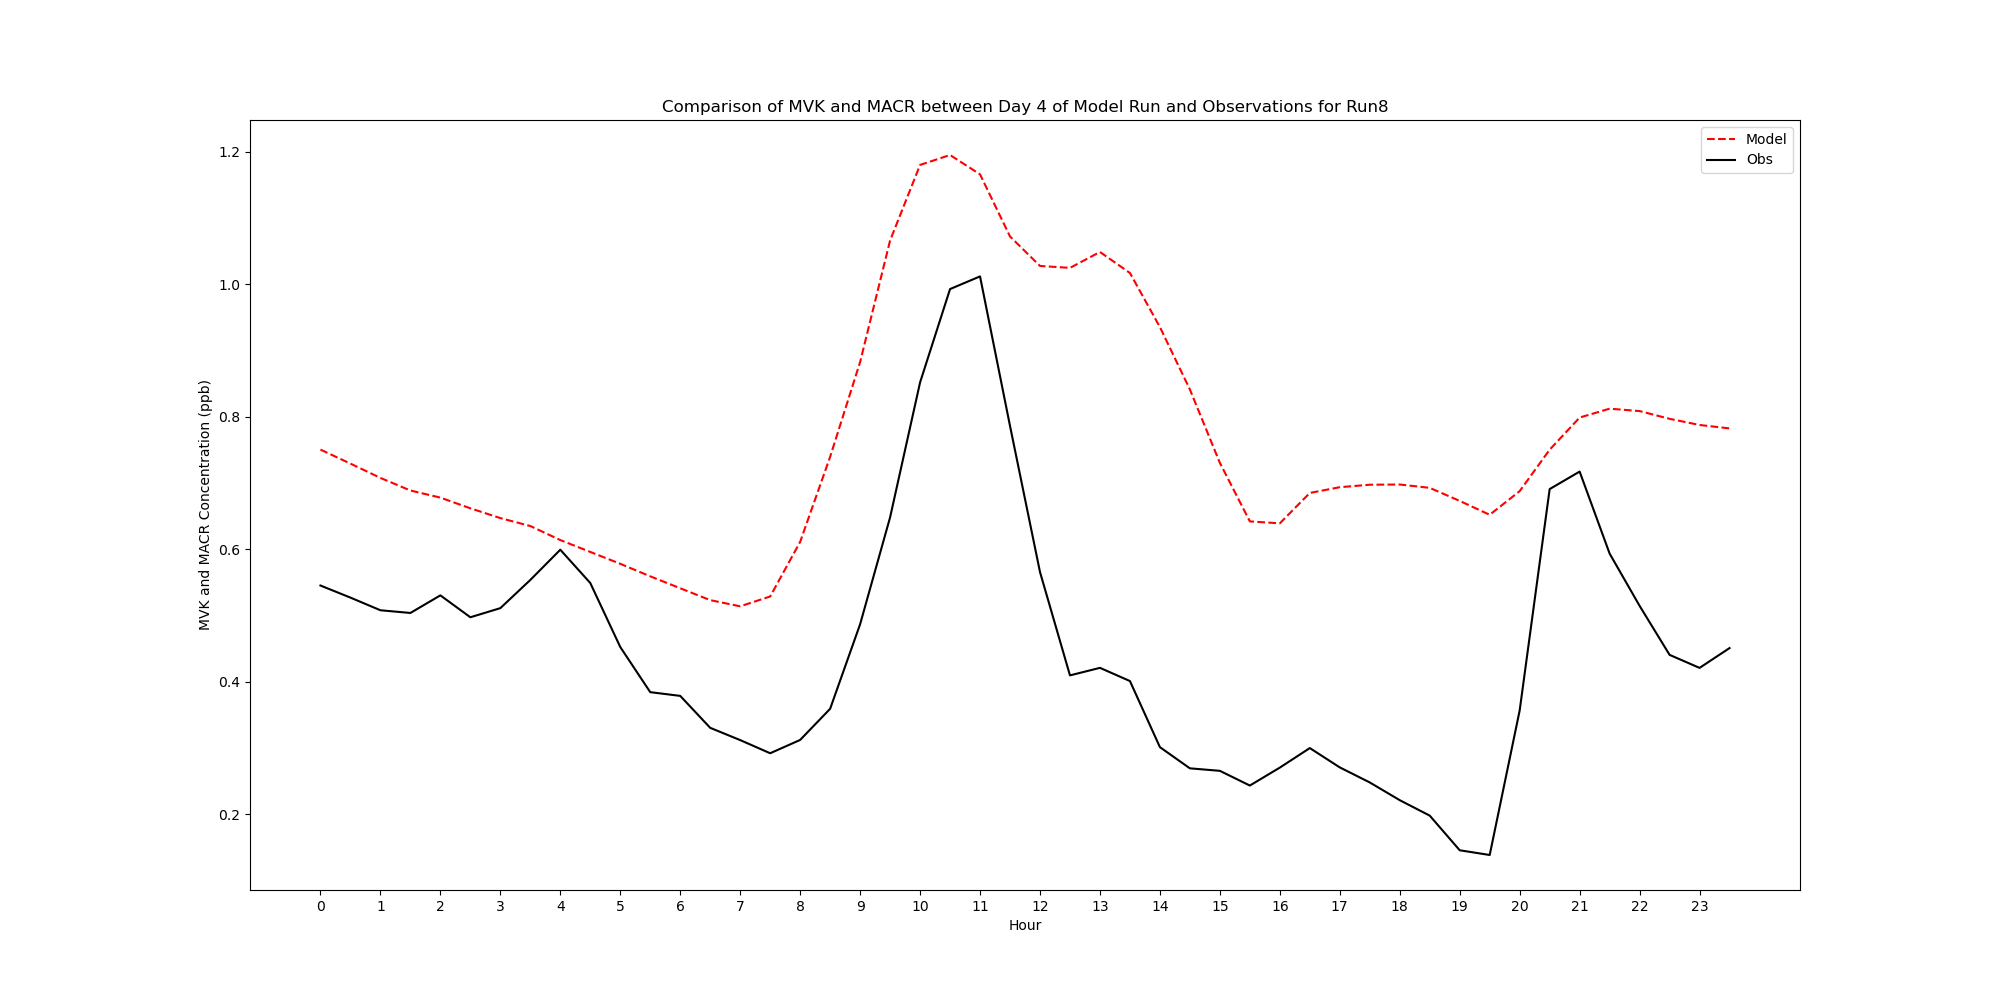 Comparison of MVK and MACR between Day 4 of Model Run and Observations for Run8
Model
Obs
MVK and MACR Concentration (ppb)
1.2
1.0
0.8
0.6
0.4
0.2
0 1 2 3 4 5 6 7 8 9 10 11 12 13 14 15 16 17 18 19 20 21 22 23
Hour